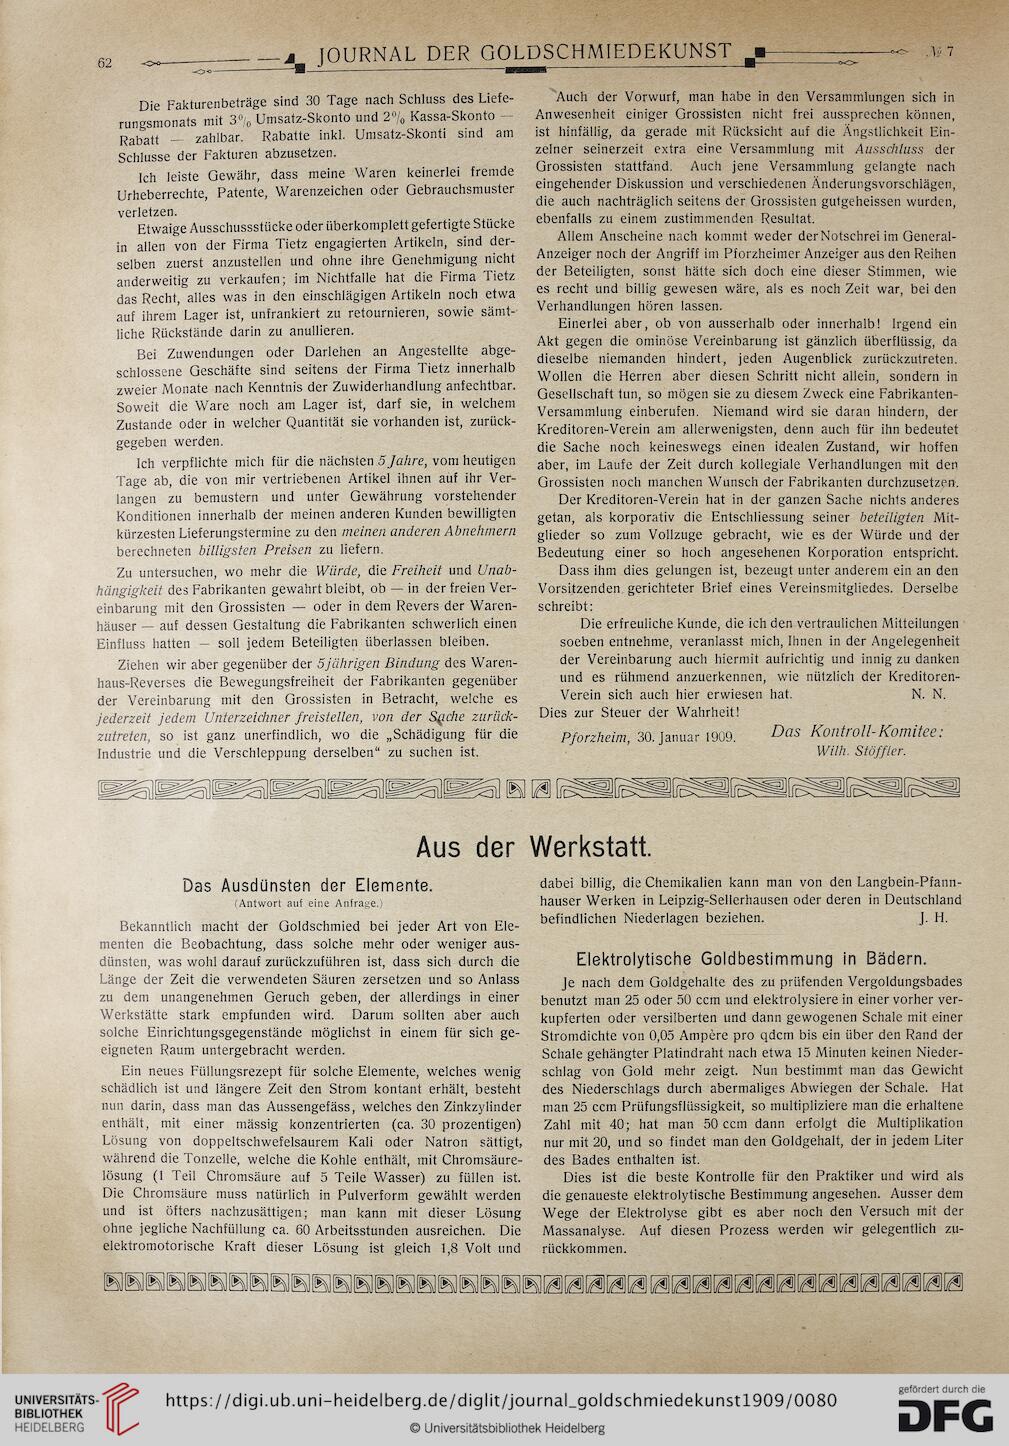 62
JOURNAL DER GOLDSCHMIEDEKUNST
№ 7
Die Fakturenbeträge sind 30 Tage nach Schluss des Liefe-
rungsmonats mit 3% Umsatz-Skonto und 2% Kassa-Skonto —
Rabatt — zahlbar. Rabatte inkl. Umsatz-Skonti sind am
Schlusse der Fakturen abzusetzen.
Ich leiste Gewähr, dass meine Waren keinerlei fremde
Urheberrechte, Patente, Warenzeichen oder Gebrauchsmuster
verletzen.
Etwaige Ausschussstücke oder überkomplett gefertigte Stücke
in allen von der Firma Tietz engagierten Artikeln, sind der-
selben zuerst anzustellen und ohne ihre Genehmigung nicht
anderweitig zu verkaufen; im Nichtfalle hat die Firma Tietz
das Recht, alles was in den einschlägigen Artikeln noch etwa
auf ihrem Lager ist, unfrankiert zu retournieren, sowie sämt-
liche Rückstände darin zu anullieren.
Bei Zuwendungen oder Darlehen an Angestellte abge-
schlossene Geschäfte sind seitens der Firma Tietz innerhalb
zweier Monate nach Kenntnis der Zuwiderhandlung anfechtbar.
Soweit die Ware noch am Lager ist, darf sie, in welchem
Zustande oder in welcher Quantität sie vorhanden ist, zurück-
gegeben werden.
Ich verpflichte mich für die nächsten 5 Jahre, vom heutigen
Tage ab, die von mir vertriebenen Artikel ihnen auf ihr Ver-
langen zu bemustern und unter Gewährung vorstehender
Konditionen innerhalb der meinen anderen Kunden bewilligten
kürzesten Lieferungstermine zu den meinen anderen Abnehmern
berechneten billigsten Preisen zu liefern.
Zu untersuchen, wo mehr die Würde, die Freiheit und Unab-
hängigkeit des Fabrikanten gewahrt bleibt, ob — in der freien Ver-
einbarung mit den Grossisten — oder in dem Revers der Waren-
häuser — auf dessen Gestaltung die Fabrikanten schwerlich einen
Einfluss hatten — soll jedem Beteiligten überlassen bleiben.
Ziehen wir aber gegenüber der 5jährigen Bindung des Waren-
haus-Reverses die Bewegungsfreiheit der Fabrikanten gegenüber
der Vereinbarung mit den Grossisten in Betracht, welche es
jederzeit jedem Unterzeichner freistellen, von der Sache zurück-
zutreten, so ist ganz unerfindlich, wo die „Schädigung für die
Industrie und die Verschleppung derselben“ zu suchen ist.
Auch der Vorwurf, man habe in den Versammlungen sich in
Anwesenheit einiger Grossisten nicht frei aussprechen können,
ist hinfällig, da gerade mit Rücksicht auf die Ängstlichkeit Ein-
zelner seinerzeit extra eine Versammlung mit Ausschluss der
Grossisten stattfand. Auch jene Versammlung gelangte nach
eingehender Diskussion und verschiedenen Änderungsvorschlägen,
die auch nachträglich seitens der Grossisten gutgeheissen wurden,
ebenfalls zu einem zustimmenden Resultat.
Allem Anscheine nach kommt weder der Notschrei im General-
Anzeiger noch der Angriff im Pforzheimer Anzeiger aus den Reihen
der Beteiligten, sonst hätte sich doch eine dieser Stimmen, wie
es recht und billig gewesen wäre, als es noch Zeit war, bei den
Verhandlungen hören lassen.
Einerlei aber, ob von ausserhalb oder innerhalb! Irgend ein
Akt gegen die ominöse Vereinbarung ist gänzlich überflüssig, da
dieselbe niemanden hindert, jeden Augenblick zurückzutreten.
Wollen die Herren aber diesen Schritt nicht allein, sondern in
Gesellschaft tun, so mögen sie zu diesem Zweck eine Fabrikanten-
Versammlung einberufen. Niemand wird sie daran hindern, der
Kreditoren-Verein am allerwenigsten, denn auch für ihn bedeutet
die Sache noch keineswegs einen idealen Zustand, wir hoffen
aber, im Laufe der Zeit durch kollegiale Verhandlungen mit den
Grossisten noch manchen Wunsch der Fabrikanten durchzusetzen.
Der Kreditoren-Verein hat in der ganzen Sache nichts anderes
getan, als korporativ die Entschliessung seiner beteiligten Mit-
glieder so zum Vollzuge gebracht, wie es der Würde und der
Bedeutung einer so hoch angesehenen Korporation entspricht.
Dass ihm dies gelungen ist, bezeugt unter anderem ein an den
Vorsitzenden gerichteter Brief eines Vereinsmitgliedes. Derselbe
schreibt:
Die erfreuliche Kunde, die ich den vertraulichen Mitteilungen
soeben entnehme, veranlasst mich, Ihnen in der Angelegenheit
der Vereinbarung auch hiermit aufrichtig und innig zu danken
und es rühmend anzuerkennen, wie nützlich der Kreditoren-
Verein sich auch hier erwiesen hat. N. N.
Dies zur Steuer der Wahrheit!
Pforzheim, 30. Januar 1909. Das Kontroll-Komitee:
Wilh. Stöffler.
Aus der Werkstatt.
Das Ausdünsten der Elemente.
(Antwort auf eine Anfrage.)
Bekanntlich macht der Goldschmied bei jeder Art von Ele-
menten die Beobachtung, dass solche mehr oder weniger aus-
dünsten, was wohl darauf zurückzuführen ist, dass sich durch die
Länge der Zeit die verwendeten Säuren zersetzen und so Anlass
zu dem unangenehmen Geruch geben, der allerdings in einer
Werkstätte stark empfunden wird. Darum sollten aber auch
solche Einrichtungsgegenstände möglichst in einem für sich ge-
eigneten Raum untergebracht werden.
Ein neues Füllungsrezept für solche Elemente, welches wenig
schädlich ist und längere Zeit den Strom kontant erhält, besteht
nun darin, dass man das Aussengefäss, welches den Zinkzylinder
enthält, mit einer mässig konzentrierten (ca. 30 prozentigen)
Lösung von doppeltschwefelsaurem Kali oder Natron sättigt,
während die Tonzelle, welche die Kohle enthält, mit Chromsäure-
lösung (1 Teil Chromsäure auf 5 Teile Wasser) zu füllen ist.
Die Chromsäure muss natürlich in Pulverform gewählt werden
und ist öfters nachzusättigen; man kann mit dieser Lösung
ohne jegliche Nachfüllung ca. 60 Arbeitsstunden ausreichen. Die
elektromotorische Kraft dieser Lösung ist gleich 1,8 Volt und
dabei billig, die Chemikalien kann man von den Langbein-Pfann-
hauser Werken in Leipzig-Sellerhausen oder deren in Deutschland
befindlichen Niederlagen beziehen. J. H.
Elektrolytische Goldbestimmung in Bädern.
Je nach dem Goldgehalte des zu prüfenden Vergoldungsbades
benutzt man 25 oder 50 ccm und elektrolysiere in einer vorher ver-
kupferten oder versilberten und dann gewogenen Schale mit einer
Stromdichte von 0,05 Ampère pro qdcm bis ein über den Rand der
Schale gehängter Platindraht nach etwa 15 Minuten keinen Nieder-
schlag von Gold mehr zeigt. Nun bestimmt man das Gewicht
des Niederschlags durch abermaliges Abwiegen der Schale. Hat
man 25 ccm Prüfungsflüssigkeit, so multipliziere man die erhaltene
Zahl mit 40; hat man 50 ccm dann erfolgt die Multiplikation
nur mit 20, und so findet man den Goldgehalt, der in jedem Liter
des Bades enthalten ist.
Dies ist die beste Kontrolle für den Praktiker und wird als
die genaueste elektrolytische Bestimmung angesehen. Ausser dem
Wege der Elektrolyse gibt es aber noch den Versuch mit der
Massanalyse. Auf diesen Prozess werden wir gelegentlich zu-
rückkommen.
UNIVERSITÄTS-
BIBLIOTHEK
HEIDELBERG
https://digi.ub.uni-heidelberg.de/diglit/journal_goldschmiedekunst1909/0080
© Universitätsbibliothek Heidelberg
gefördert durch die
DFG